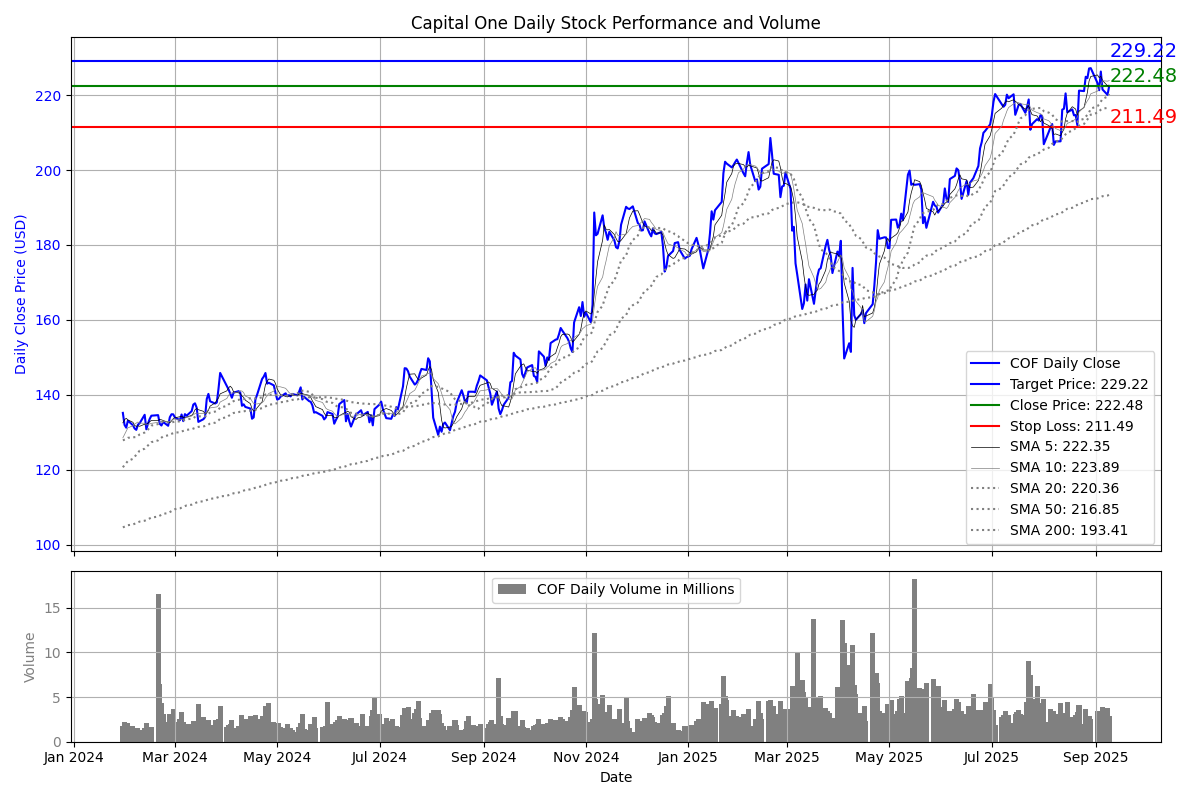 Capital One Daily Stock Performance and Volume
229.22
222.48
211.49
Daily Close Price (USD)
220
200
180
160
140
120
100
COF Daily Close
Target Price: 229.22
Close Price: 222.48
Stop Loss: 211.49
SMA 5: 222.35
SMA 10: 223.89
SMA 20: 220.36
SMA 50: 216.85
SMA 200: 193.41
COF Daily Volume in Millions
Volume
15
10
5
0
Jan 2024 Mar 2024 May 2024 Jul 2024 Sep 2024 Nov 2024 Jan 2025 Mar 2025 May 2025 Jul 2025 Sep 2025
Date